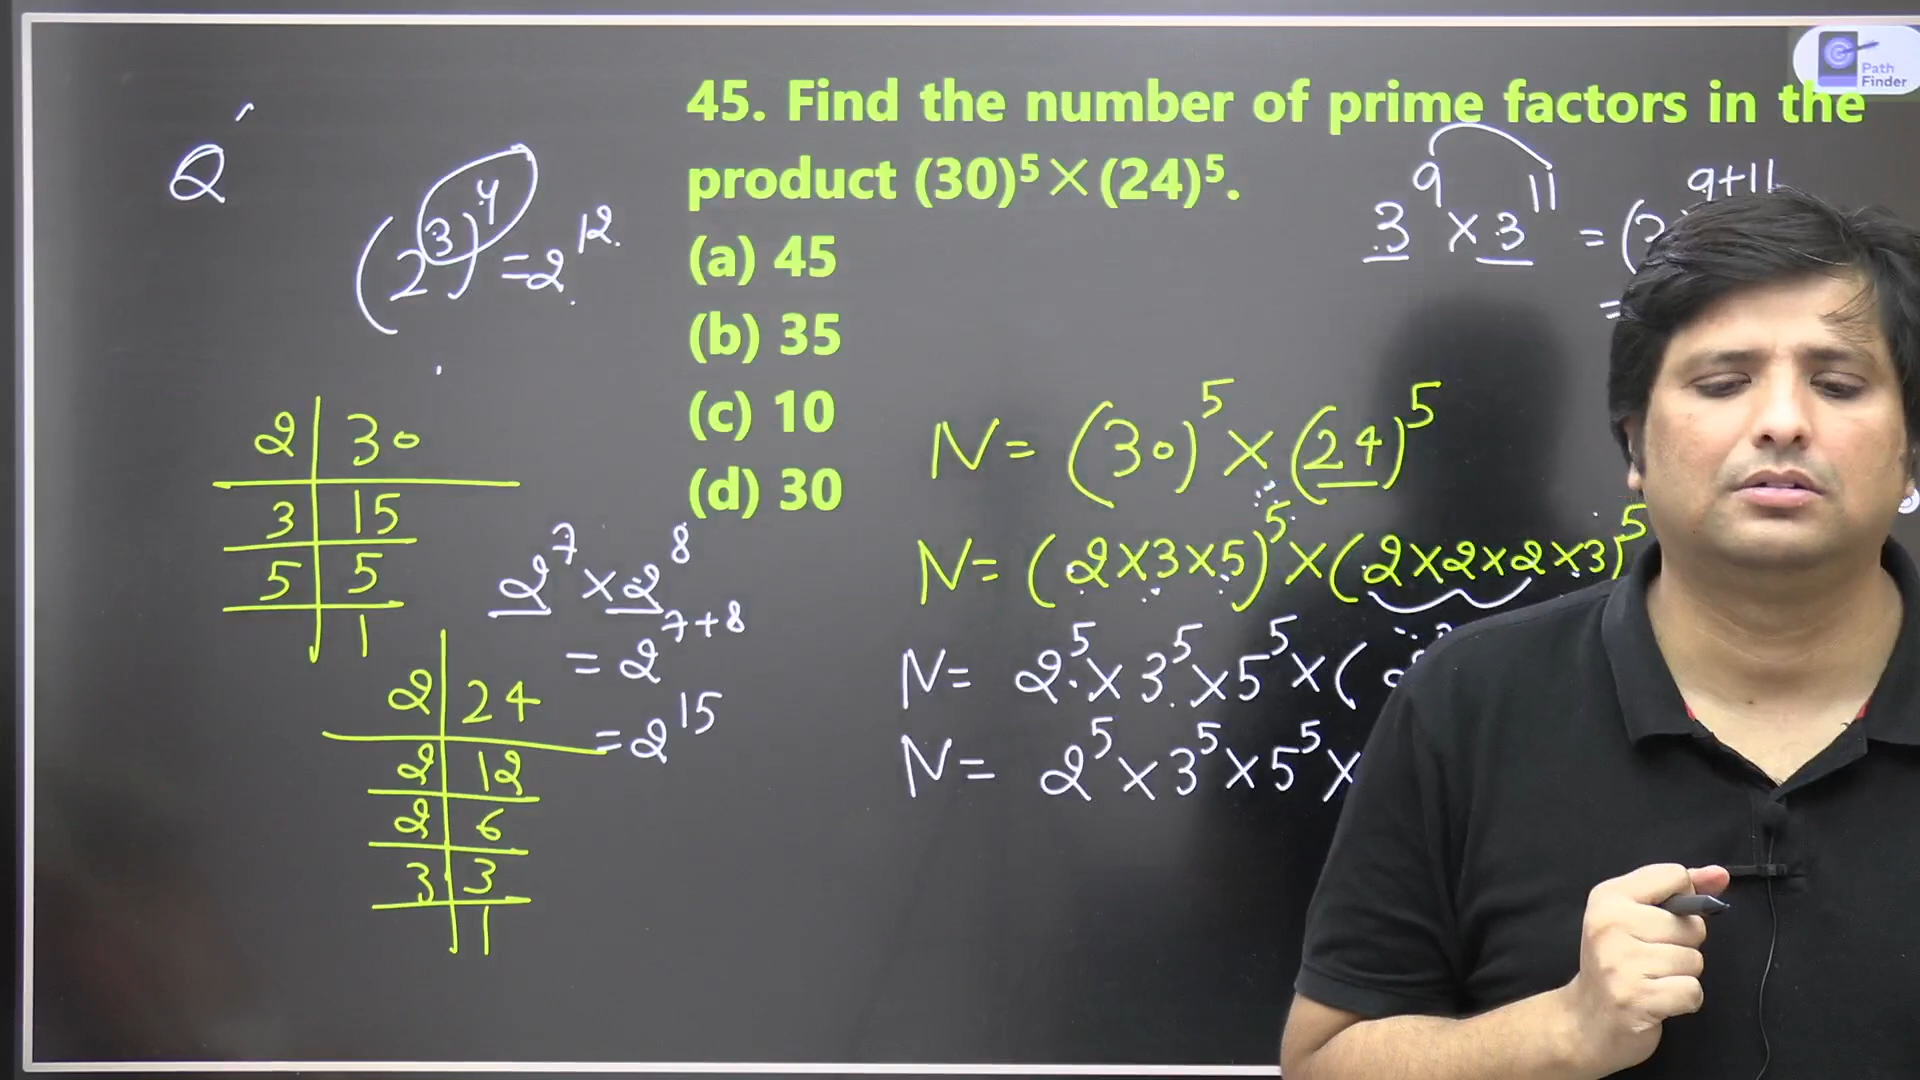 Path
Finder
45. Find the number of prime factors in the
product (30)⁵×(24)⁵.
(a) 45
(b) 35
(c) 10
(d) 30
Q
(2³)⁴ = 2¹²
3⁹ × 3¹¹ = (3)⁹⁺¹¹
=
2 | 30
3 | 15
5 | 5
1
2⁷ × 2⁸
= 2⁷⁺⁸
= 2¹⁵
2 | 24
2 | 12
2 | 6
3 | 3
1
N = (30)⁵ × (24)⁵
N = (2×3×5)⁵ × (2×2×2×3)⁵
N = 2⁵ × 3⁵ × 5⁵ × (2
N = 2⁵ × 3⁵ × 5⁵ ×